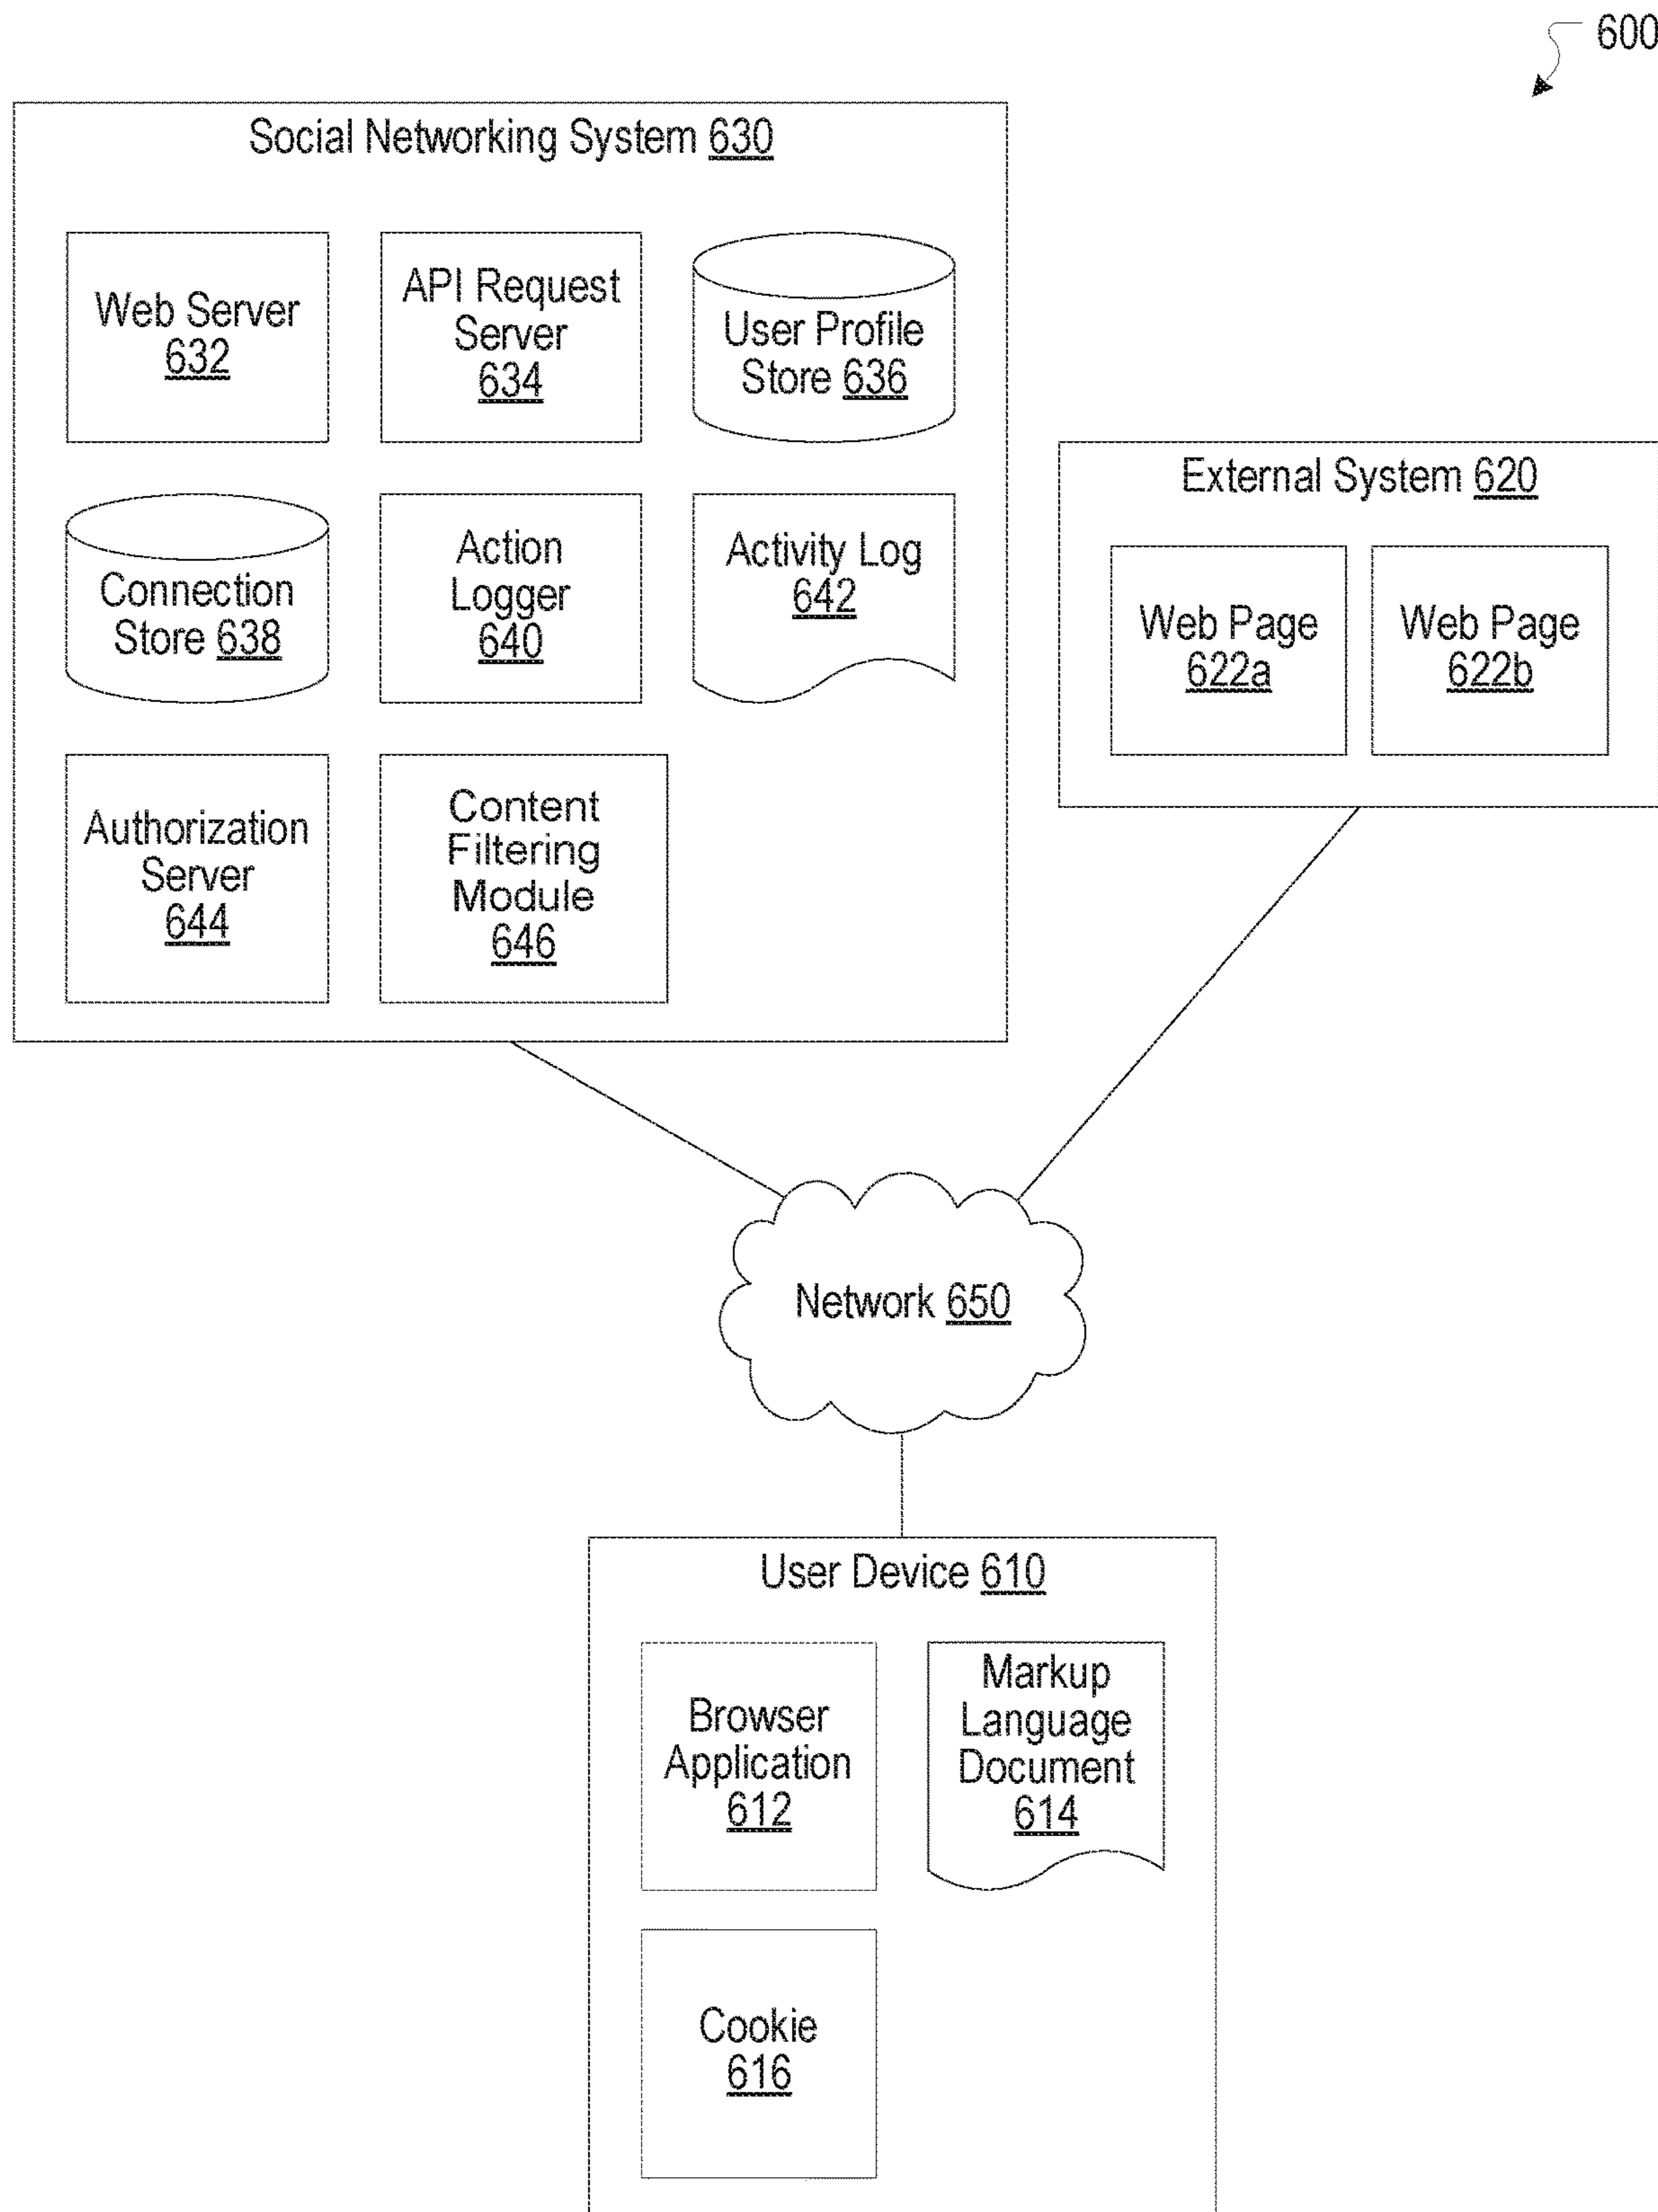 600
Social Networking System 630
Web Server
632
API Request
Server
634
User Profile
Store 636
Connection
Store 638
Action
Logger
640
Activity Log
642
Authorization
Server
644
Content
Filtering
Module
646
External System 620
Web Page
622a
Web Page
622b
Network 650
User Device 610
Browser
Application
612
Markup
Language
Document
614
Cookie
616